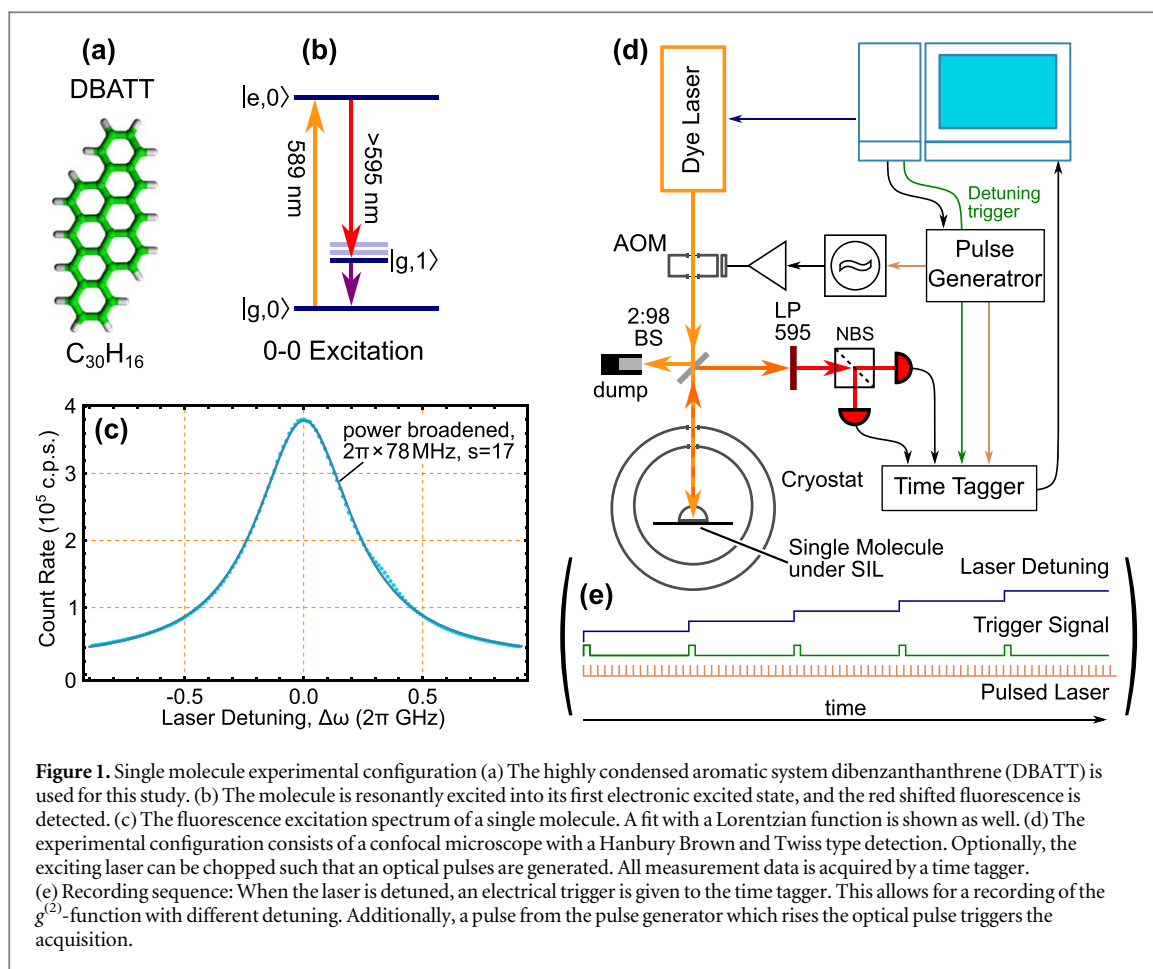 (a)
DBATT
C30H16
(b)
|e,0⟩
589 nm
>595 nm
|g,1⟩
|g,0⟩
0-0 Excitation
(c)
power broadened,
2π×78MHz, s=17
Count Rate (10⁵ c.p.s.)
4
3
2
1
0
-0.5
0.0
0.5
Laser Detuning, Δω (2π GHz)
(d)
Dye Laser
Detuning
trigger
AOM
Pulse
Generatror
2:98
BS
LP
595
NBS
dump
Cryostat
Time Tagger
Single Molecule
under SIL
(e)
Laser Detuning
Trigger Signal
Pulsed Laser
time
Figure 1. Single molecule experimental configuration (a) The highly condensed aromatic system dibenzanthanthrene (DBATT) is
used for this study. (b) The molecule is resonantly excited into its first electronic excited state, and the red shifted fluorescence is
detected. (c) The fluorescence excitation spectrum of a single molecule. A fit with a Lorentzian function is shown as well. (d) The
experimental configuration consists of a confocal microscope with a Hanbury Brown and Twiss type detection. Optionally, the
exciting laser can be chopped such that an optical pulses are generated. All measurement data is acquired by a time tagger.
(e) Recording sequence: When the laser is detuned, an electrical trigger is given to the time tagger. This allows for a recording of the
g⁽²⁾-function with different detuning. Additionally, a pulse from the pulse generator which rises the optical pulse triggers the
acquisition.